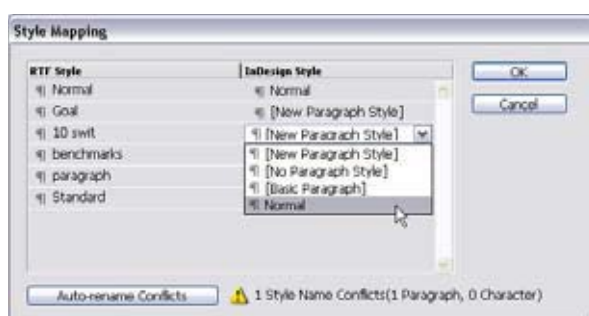 Style Mapping
RTF Style InDesign Style
Normal Normal
Goal [New Paragraph Style]
10 swit [New Paragraph Style]
benchmarks [New Paragraph Style]
paragraph [No Paragraph Style]
Standard [Basic Paragraph]
Normal
OK
Cancel
Auto-rename Conflicts 1 Style Name Conflicts(1 Paragraph, 0 Character)